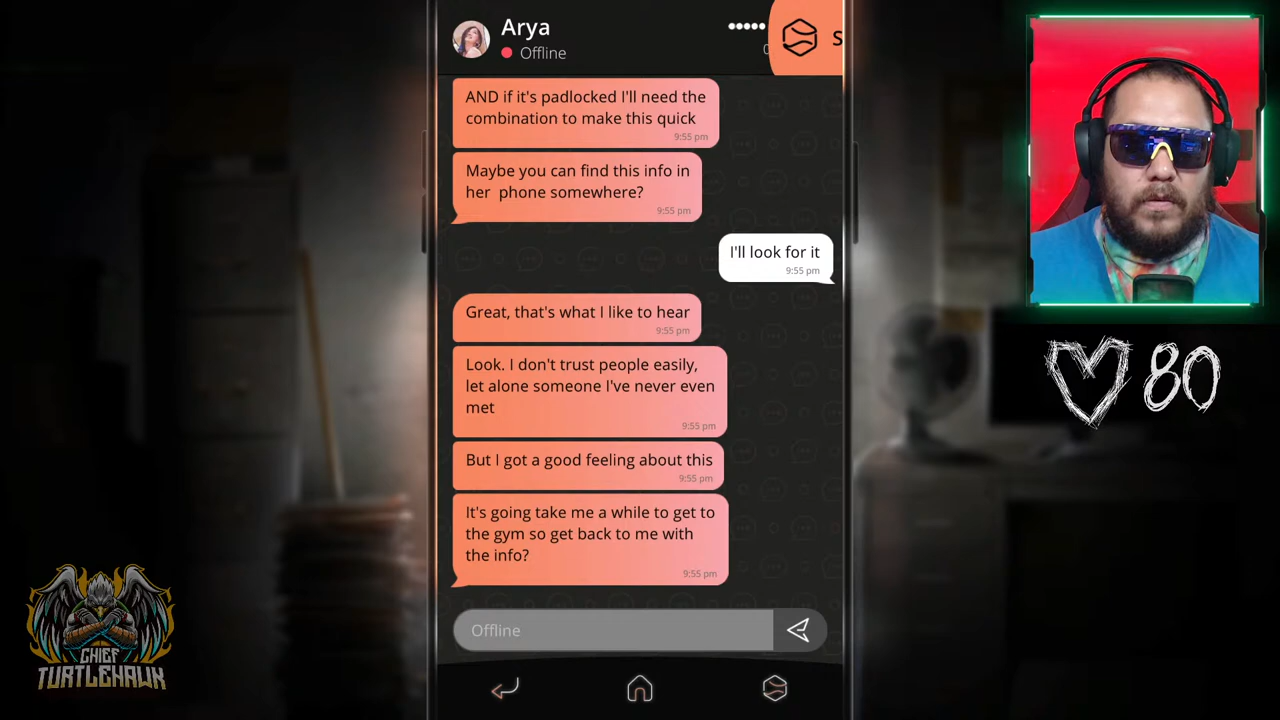 Arya
Offline
S
AND if it's padlocked I'll need the
combination to make this quick
9:55 pm
Maybe you can find this info in
her phone somewhere?
9:55 pm
I'll look for it
9:55 pm
Great, that's what I like to hear
9:55 pm
Look. I don't trust people easily,
let alone someone I've never even
met
9:55 pm
But I got a good feeling about this
9:55 pm
It's going take me a while to get to
the gym so get back to me with
the info?
9:55 pm
Offline
80
CHIEF
TURTLEHAWK